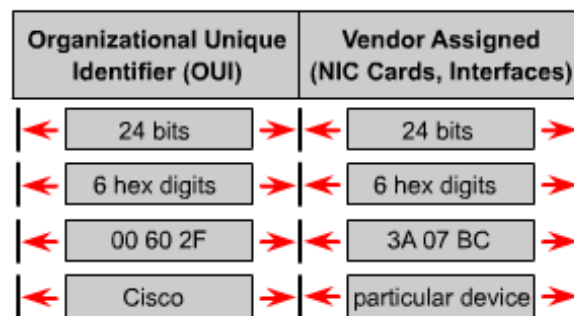 Organizational Unique
Identifier (OUI)
Vendor Assigned
(NIC Cards, Interfaces)
24 bits
24 bits
6 hex digits
6 hex digits
00 60 2F
3A 07 BC
Cisco
particular device